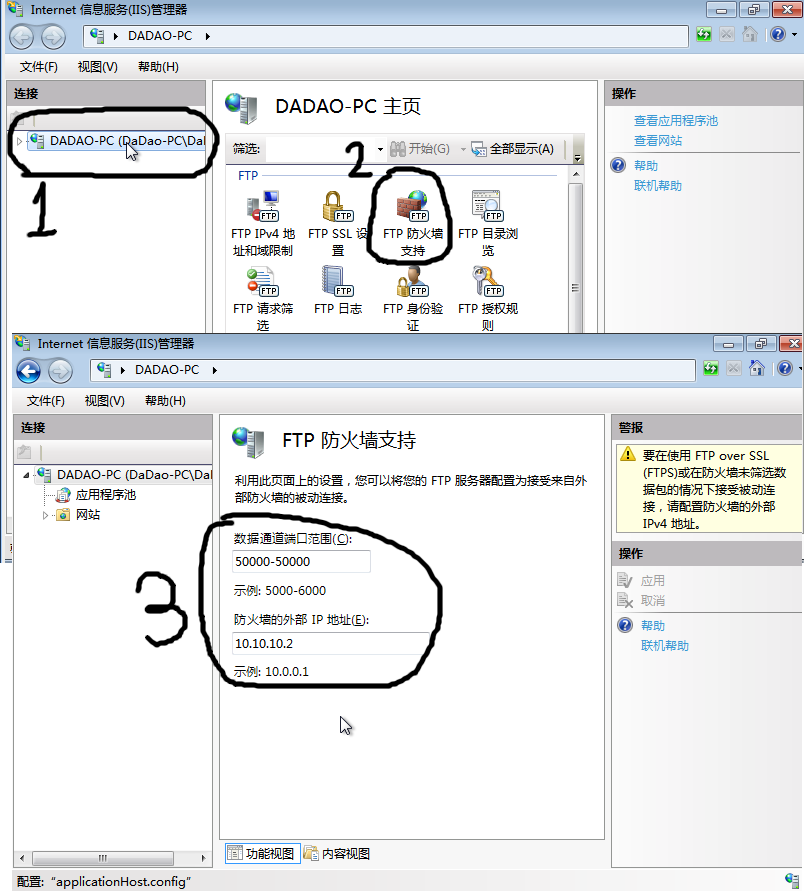 Internet 信息服务(IIS)管理器
DADAO-PC
文件(F) 视图(V) 帮助(H)
连接
DADAO-PC (DaDao-PC\Dal
1
DADAO-PC 主页
筛选: 开始(G) 全部显示(A)
2
FTP
FTP IPv4 地址和域限制
FTP SSL 设置
FTP 防火墙支持
FTP 目录浏览
FTP 请求筛选
FTP 日志
FTP 身份验证
FTP 授权规则
操作
查看应用程序池
查看网站
帮助
联机帮助
Internet 信息服务(IIS)管理器
DADAO-PC
文件(F) 视图(V) 帮助(H)
连接
DADAO-PC (DaDao-PC\Dal
应用程序池
网站
3
FTP 防火墙支持
利用此页面上的设置，您可以将您的 FTP 服务器配置为接受来自外
部防火墙的被动连接。
数据通道端口范围(C):
50000-50000
示例: 5000-6000
防火墙的外部 IP 地址(E):
10.10.10.2
示例: 10.0.0.1
警报
要在使用 FTP over SSL
(FTPS)或在防火墙未筛选数
据包的情况下接受被动连
接，请配置防火墙的外部
IPv4 地址。
操作
应用
取消
帮助
联机帮助
功能视图 内容视图
配置: “applicationHost.config”